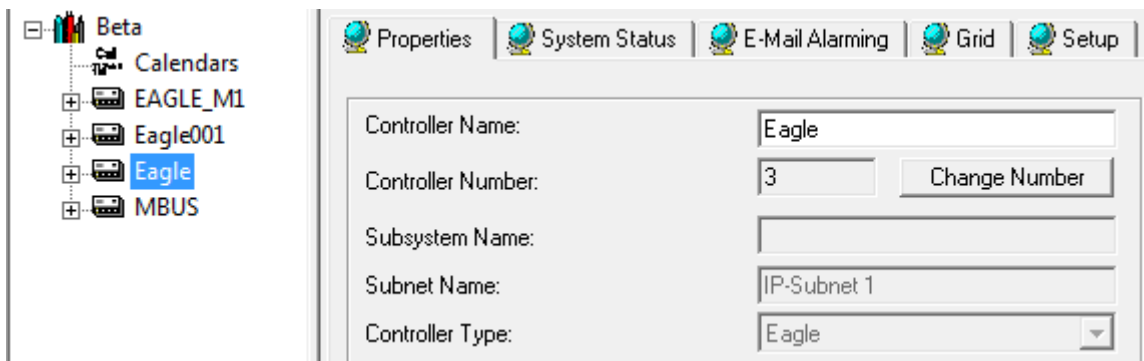 Beta
Calendars
EAGLE_M1
Eagle001
Eagle
MBUS
Properties System Status E-Mail Alarming Grid Setup
Controller Name: Eagle
Controller Number: 3 Change Number
Subsystem Name:
Subnet Name: IP-Subnet 1
Controller Type: Eagle